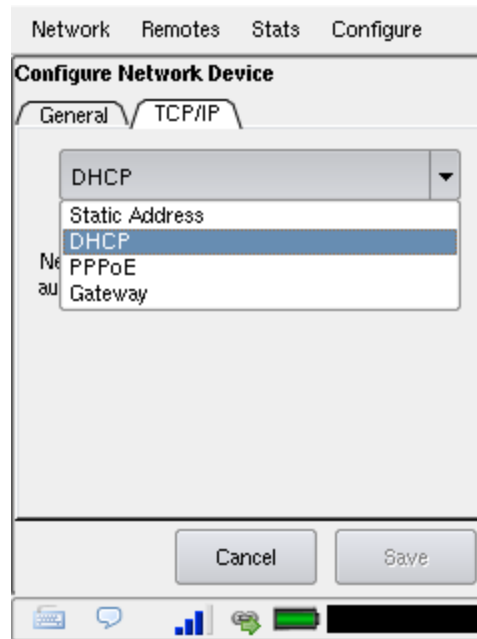 Network Remotes Stats Configure
Configure Network Device
General TCP/IP
DHCP
Static Address
DHCP
PPPoE
Gateway
Cancel Save